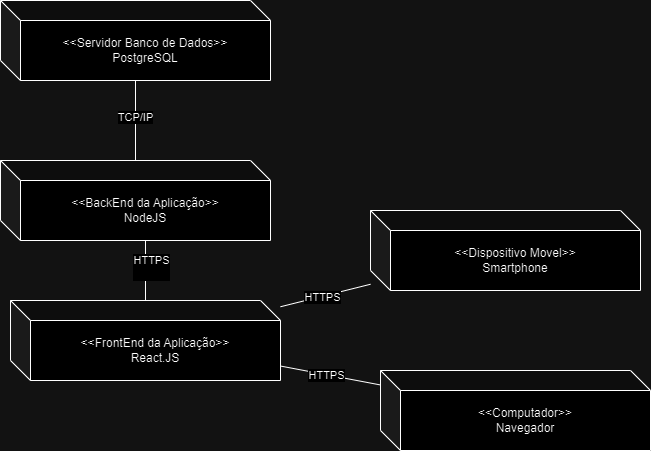 <<Servidor Banco de Dados>>
PostgreSQL
TCP/IP
<<BackEnd da Aplicação>>
NodeJS
HTTPS
<<Dispositivo Movel>>
Smartphone
HTTPS
<<FrontEnd da Aplicação>>
React.JS
HTTPS
<<Computador>>
Navegador